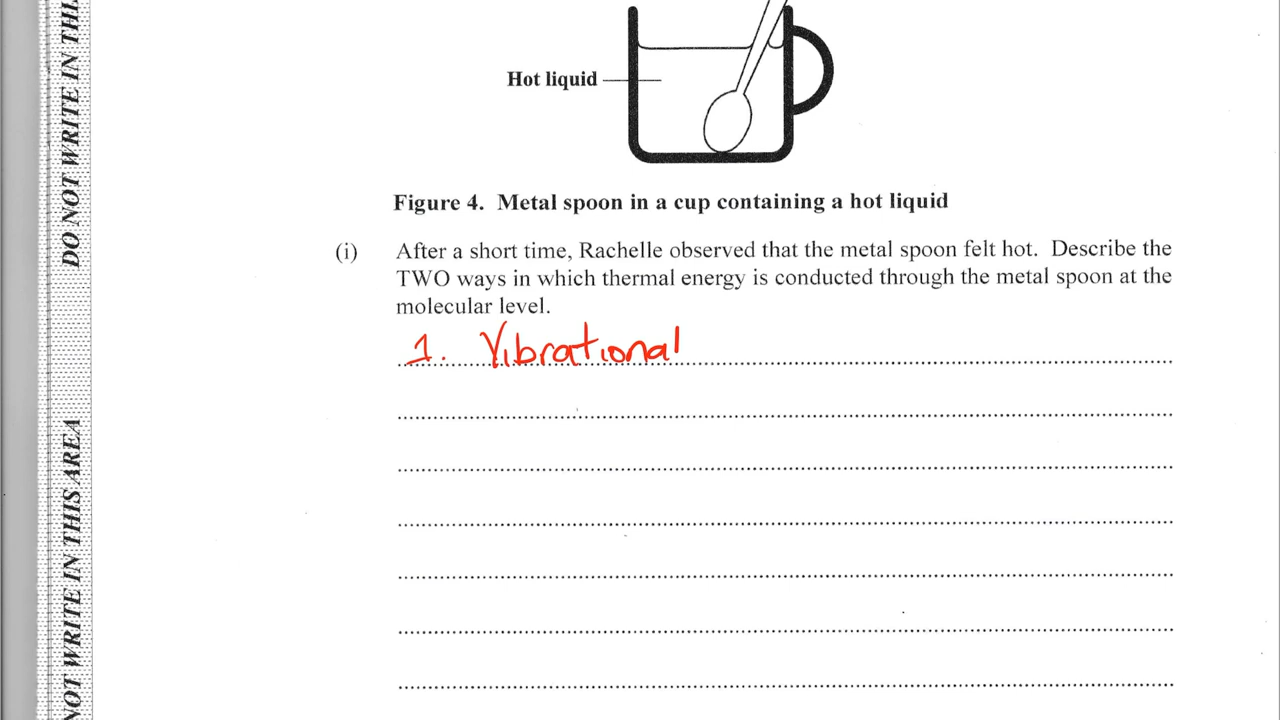 DO NOT WRITE IN THI
Hot liquid
Figure 4. Metal spoon in a cup containing a hot liquid
(i) After a short time, Rachelle observed that the metal spoon felt hot. Describe the
TWO ways in which thermal energy is conducted through the metal spoon at the
molecular level.
1. Vibrational
NOT WRITE IN THIS AREA